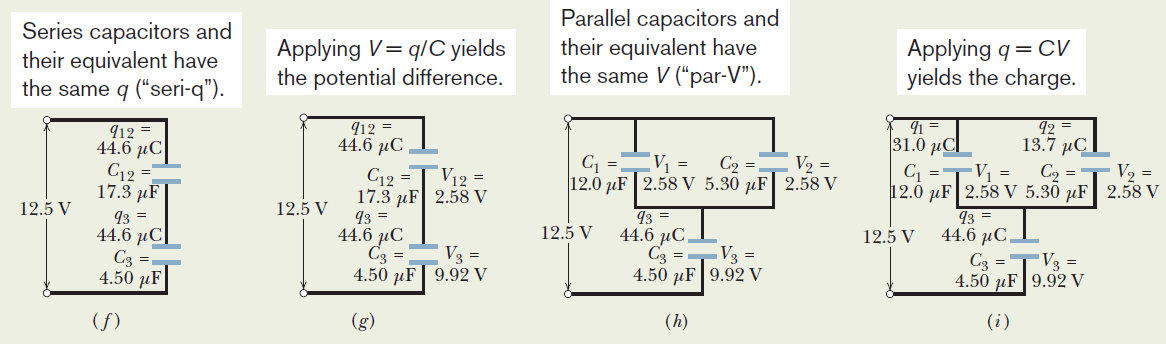 Series capacitors and
their equivalent have
the same q (“seri-q”).
12.5 V
q12 =
44.6 μC
C12 =
17.3 μF
q3 =
44.6 μC
C3 =
4.50 μF
(f)
Applying V = q/C yields
the potential difference.
12.5 V
q12 =
44.6 μC
C12 =
17.3 μF
V12 =
2.58 V
q3 =
44.6 μC
C3 =
4.50 μF
V3 =
9.92 V
(g)
Parallel capacitors and
their equivalent have
the same V (“par-V”).
12.5 V
C1 =
12.0 μF
V1 =
2.58 V
C2 =
5.30 μF
V2 =
2.58 V
q3 =
44.6 μC
C3 =
4.50 μF
V3 =
9.92 V
(h)
Applying q = CV
yields the charge.
12.5 V
q1 =
31.0 μC
C1 =
12.0 μF
V1 =
2.58 V
q2 =
13.7 μC
C2 =
5.30 μF
V2 =
2.58 V
q3 =
44.6 μC
C3 =
4.50 μF
V3 =
9.92 V
(i)